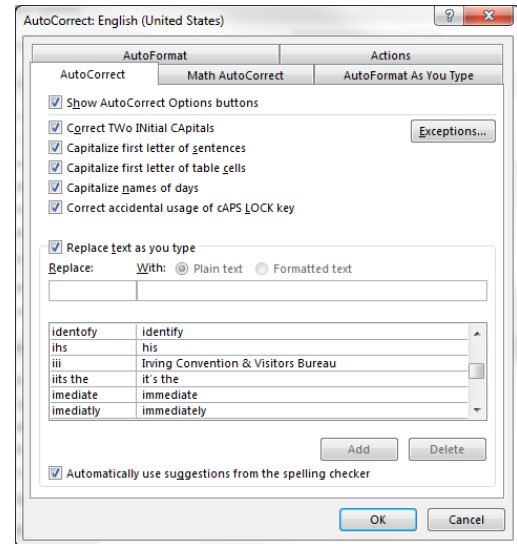 AutoCorrect: English (United States)
AutoFormat Actions
AutoCorrect Math AutoCorrect AutoFormat As You Type
Show AutoCorrect Options buttons
Correct TWo INitial CApitals Exceptions...
Capitalize first letter of sentences
Capitalize first letter of table cells
Capitalize names of days
Correct accidental usage of cAPS LOCK key
Replace text as you type
Replace: With: Plain text Formatted text
identofy identify
ihs his
iii Irving Convention & Visitors Bureau
iits the it's the
imediate immediate
imediatly immediately
Add Delete
Automatically use suggestions from the spelling checker
OK Cancel